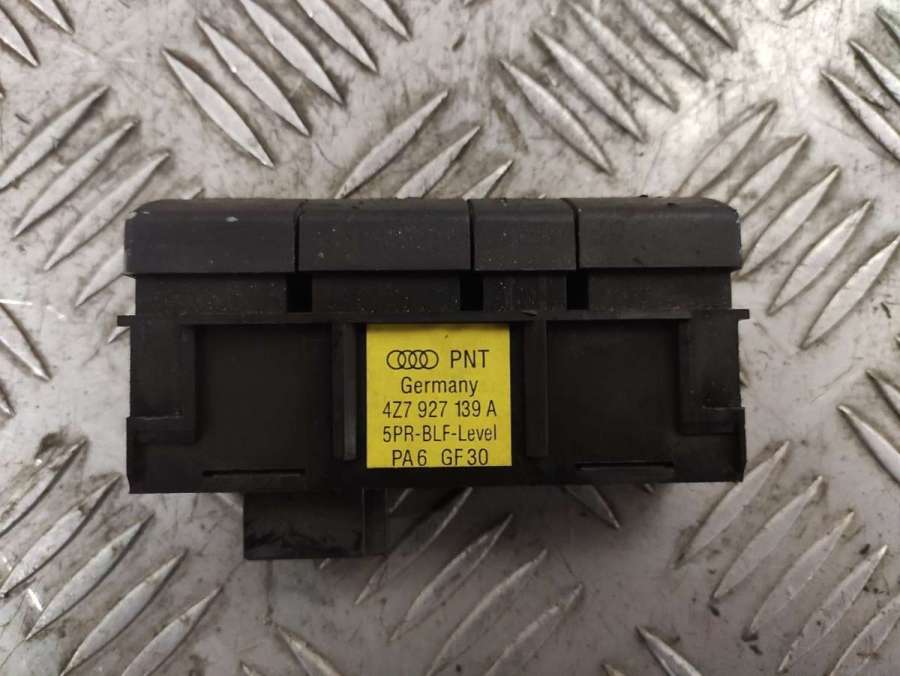 PNT
Germany
4Z7 927 139 A
5PR-BLF-Level
PA6 GF30